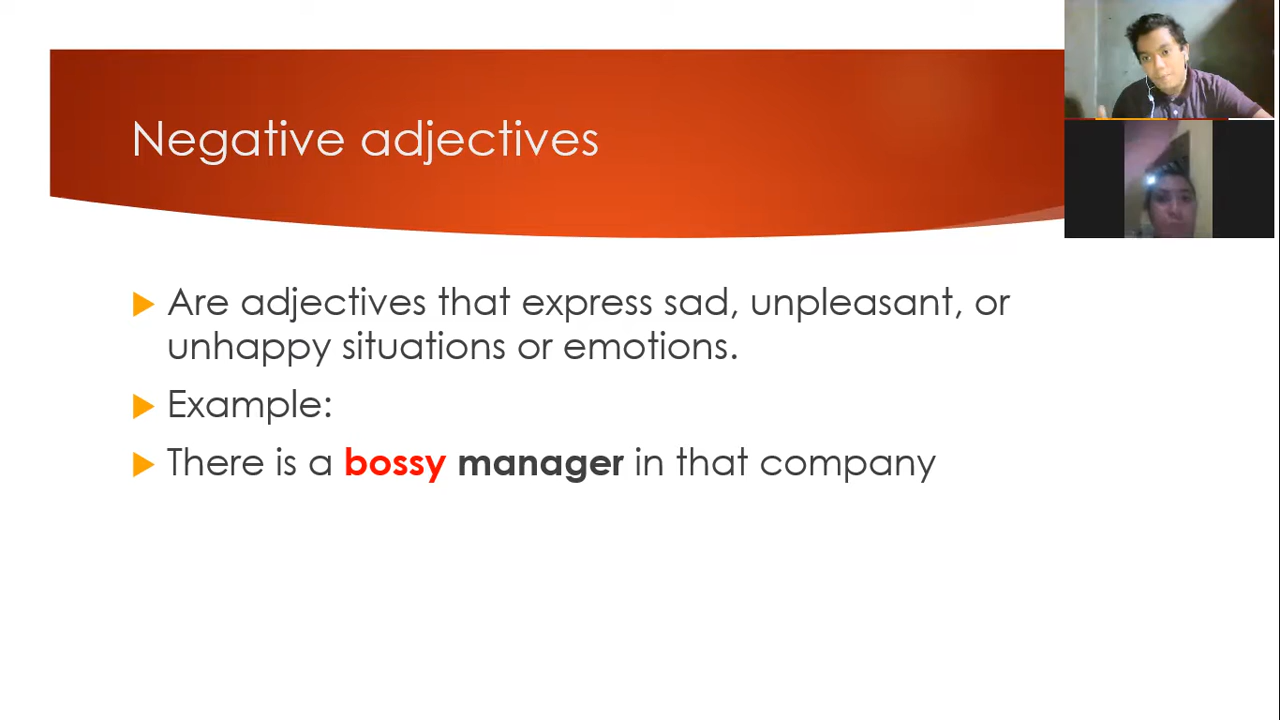 Negative adjectives
Are adjectives that express sad, unpleasant, or
unhappy situations or emotions.
Example:
There is a bossy manager in that company